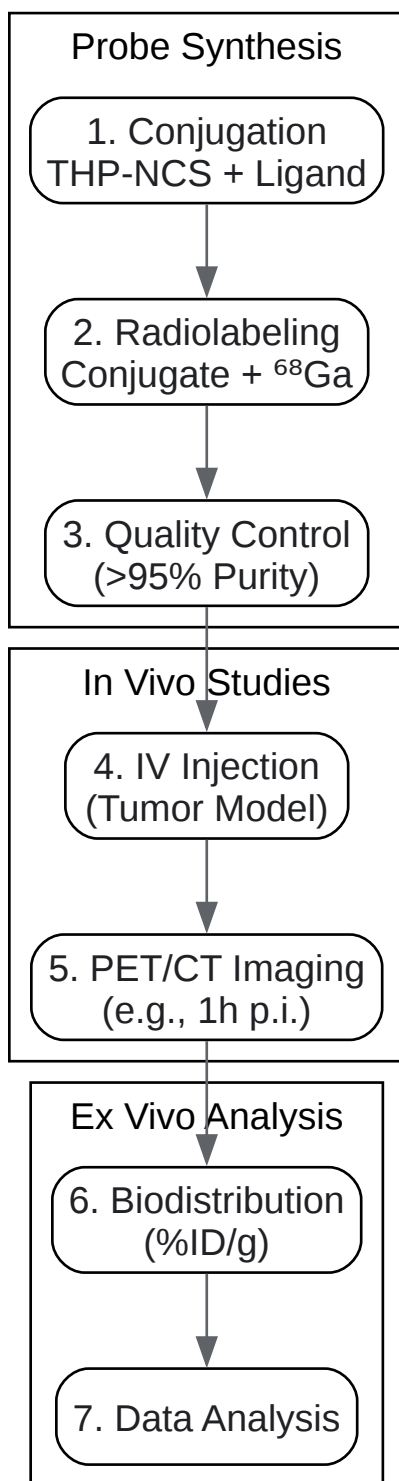 Probe Synthesis
1. Conjugation
THP-NCS + Ligand
2. Radiolabeling
Conjugate + ⁶⁸Ga
3. Quality Control
(>95% Purity)
In Vivo Studies
4. IV Injection
(Tumor Model)
5. PET/CT Imaging
(e.g., 1h p.i.)
Ex Vivo Analysis
6. Biodistribution
(%ID/g)
7. Data Analysis